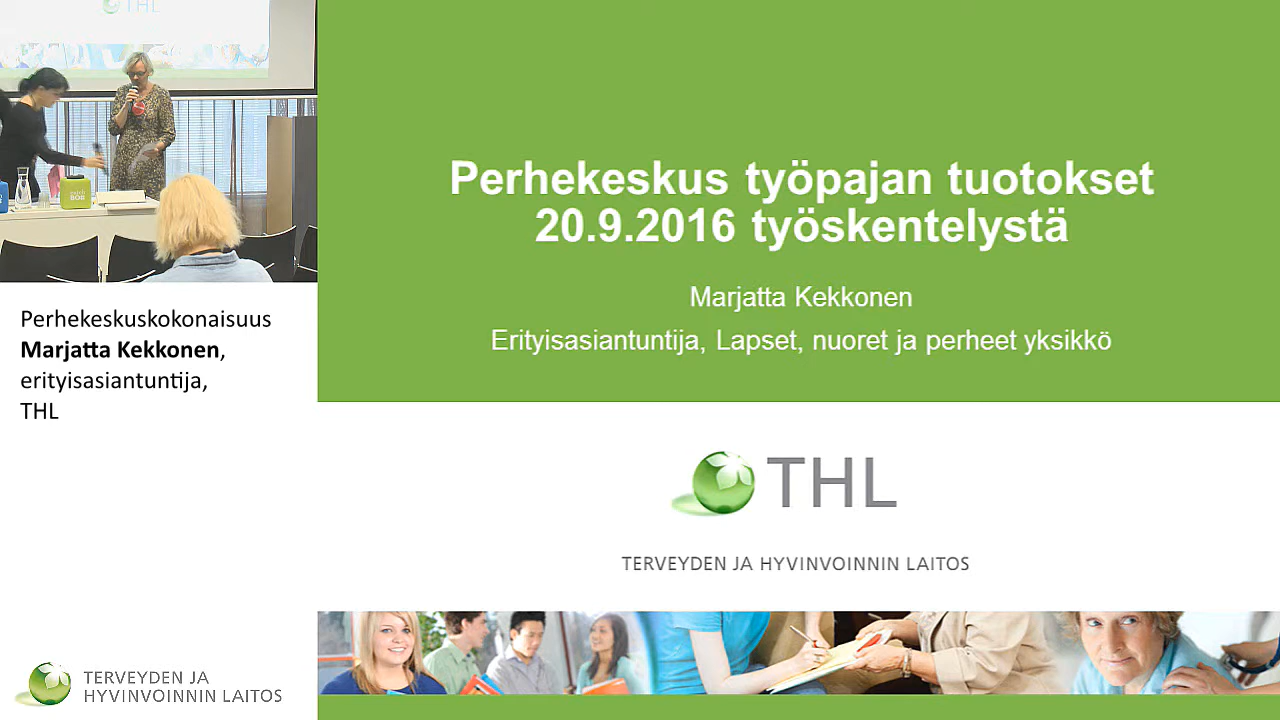 THL
Perhekeskuskokonaisuus
Marjatta Kekkonen,
erityisasiantuntija,
THL
TERVEYDEN JA
HYVINVOINNIN LAITOS
Perhekeskus työpajan tuotokset
20.9.2016 työskentelystä
Marjatta Kekkonen
Erityisasiantuntija, Lapset, nuoret ja perheet yksikkö
THL
TERVEYDEN JA HYVINVOINNIN LAITOS